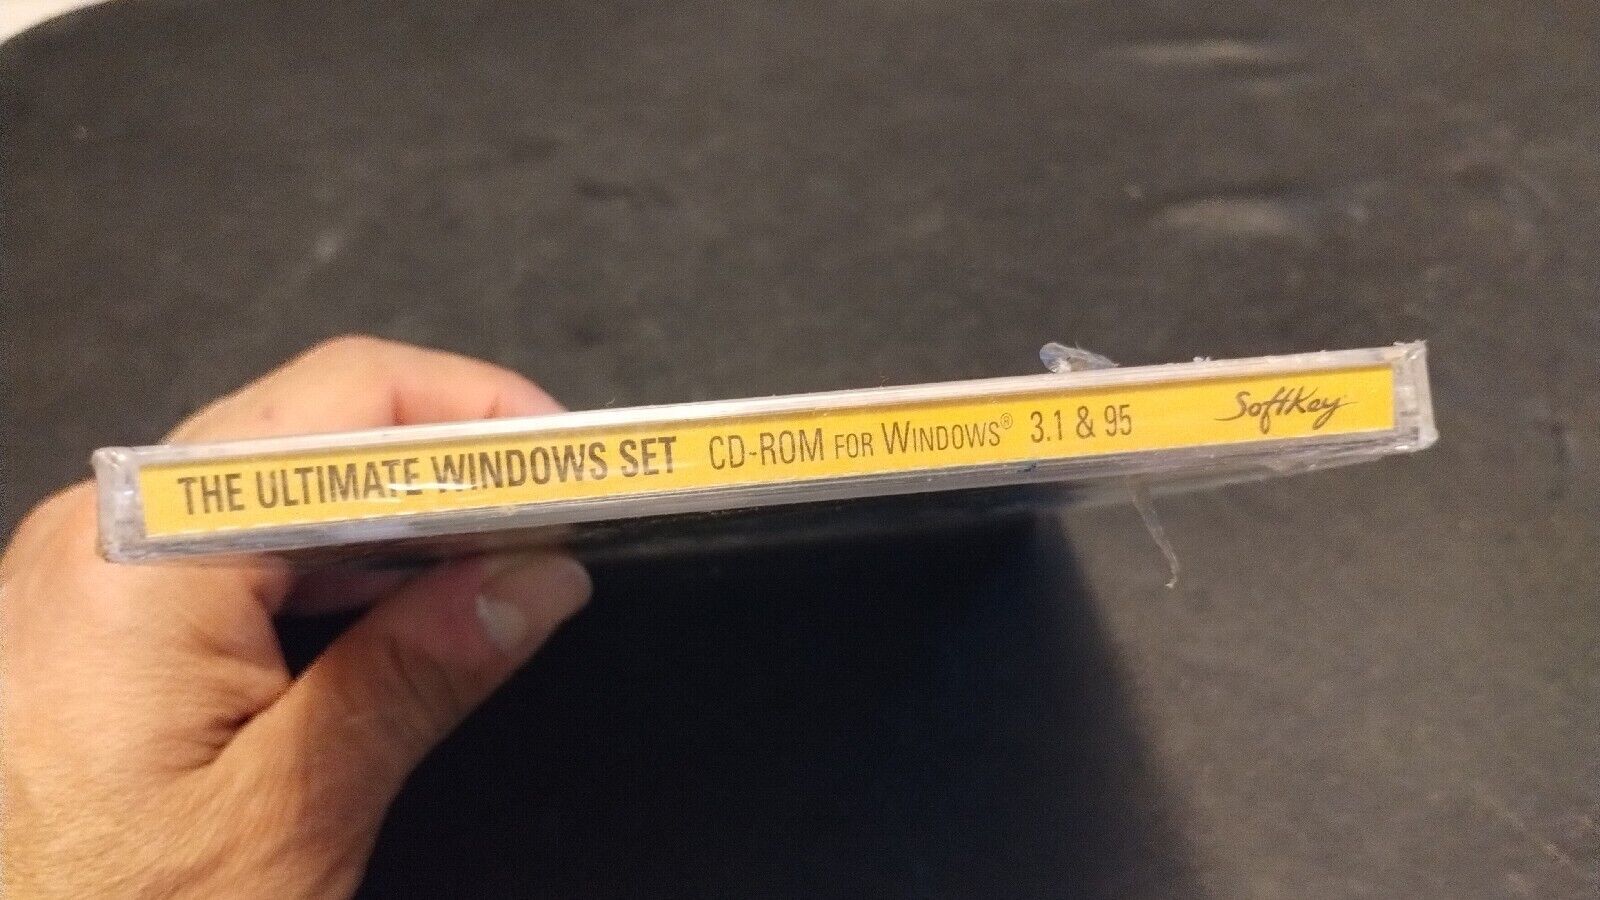 THE ULTIMATE WINDOWS SET CD-ROM FOR WINDOWS® 3.1 & 95 SoftKey